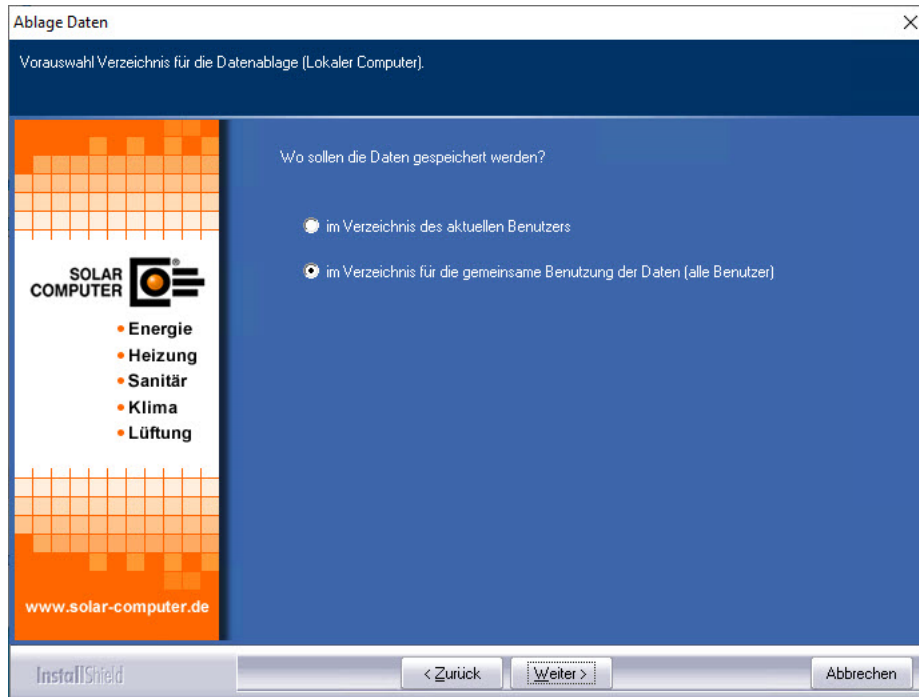 Ablage Daten
Vorauswahl Verzeichnis für die Datenablage (Lokaler Computer).
Wo sollen die Daten gespeichert werden?
im Verzeichnis des aktuellen Benutzers
im Verzeichnis für die gemeinsame Benutzung der Daten (alle Benutzer)
SOLAR
COMPUTER ®
• Energie
• Heizung
• Sanitär
• Klima
• Lüftung
www.solar-computer.de
InstallShield
< Zurück
Weiter >
Abbrechen